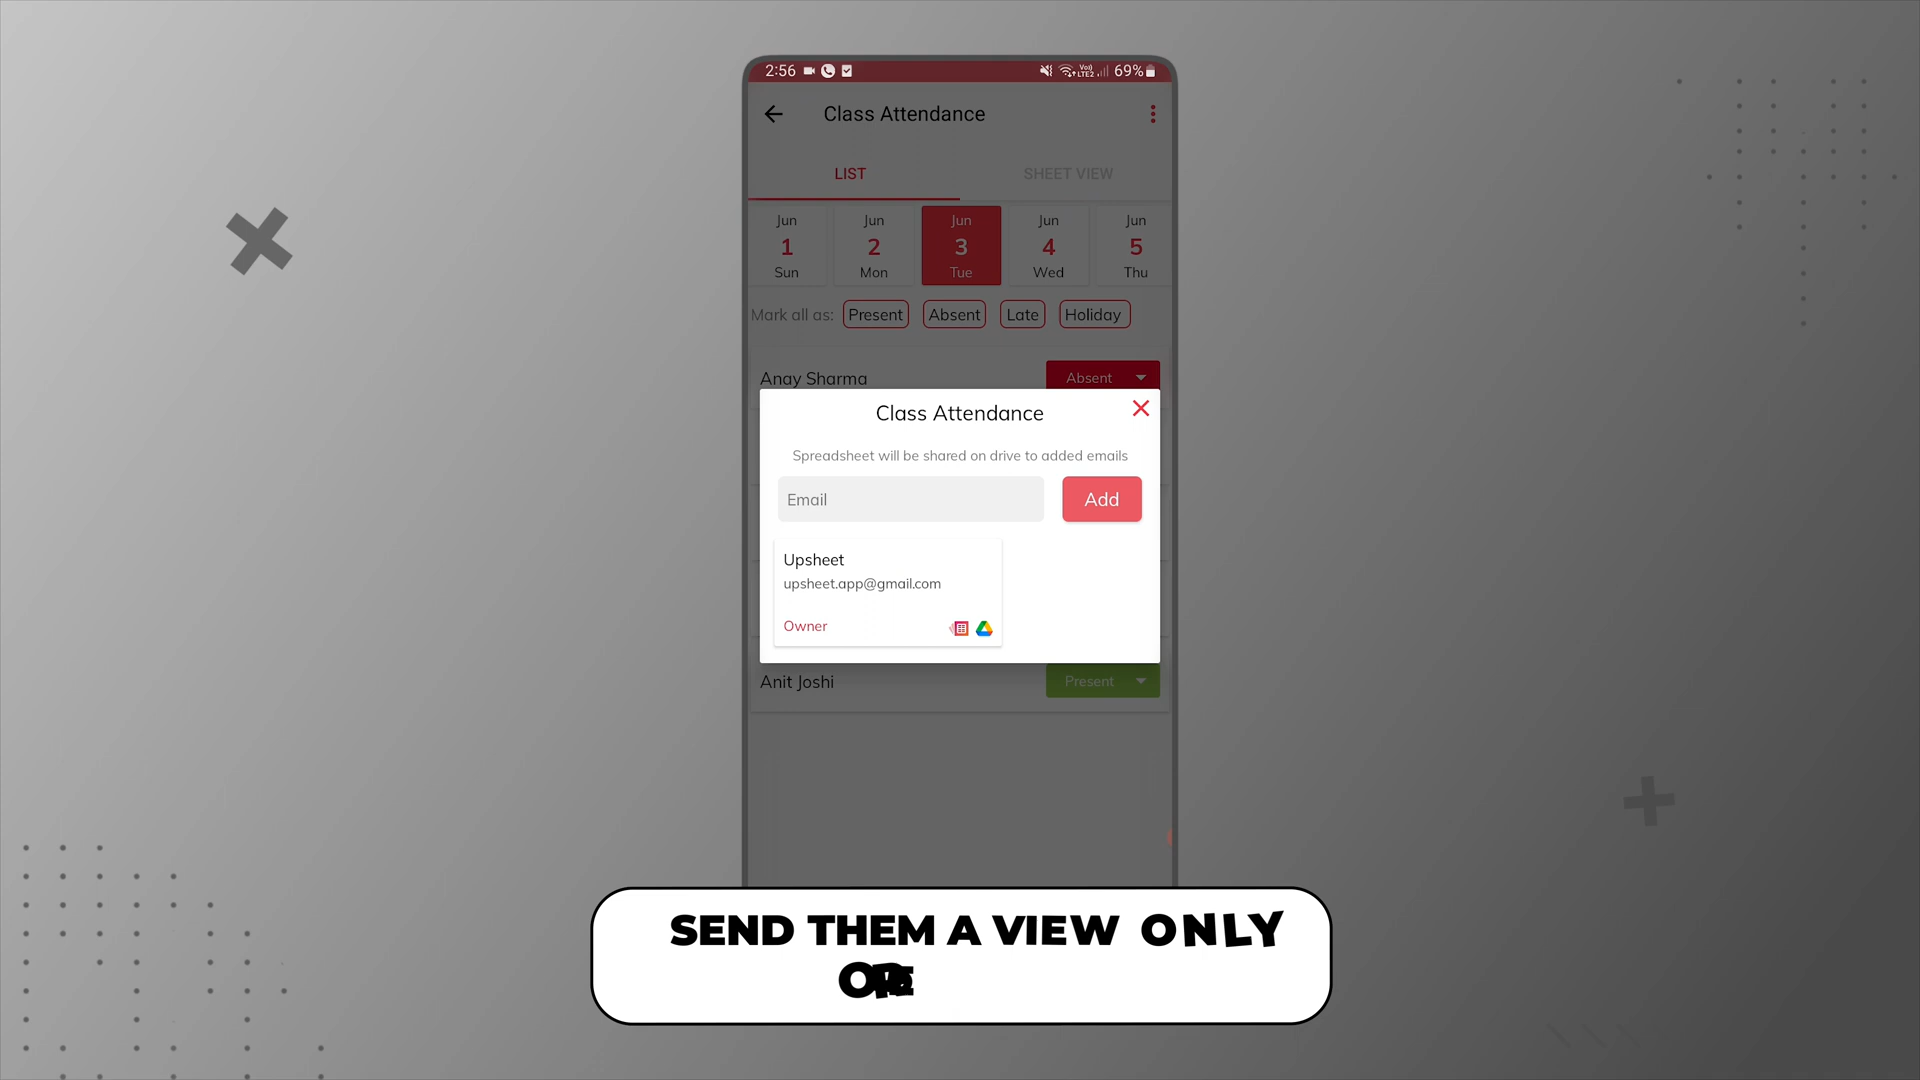 2:56
Vo))
LTE2
69%
Class Attendance
LIST
SHEET VIEW
Jun
1
Sun
Jun
2
Mon
Jun
3
Tue
Jun
4
Wed
Jun
5
Thu
Mark all as:
Present
Absent
Late
Holiday
Anay Sharma
Absent
Class Attendance
Spreadsheet will be shared on drive to added emails
Email
Add
Upsheet
upsheet.app@gmail.com
Owner
Anit Joshi
Present
SEND THEM A VIEW ONLY